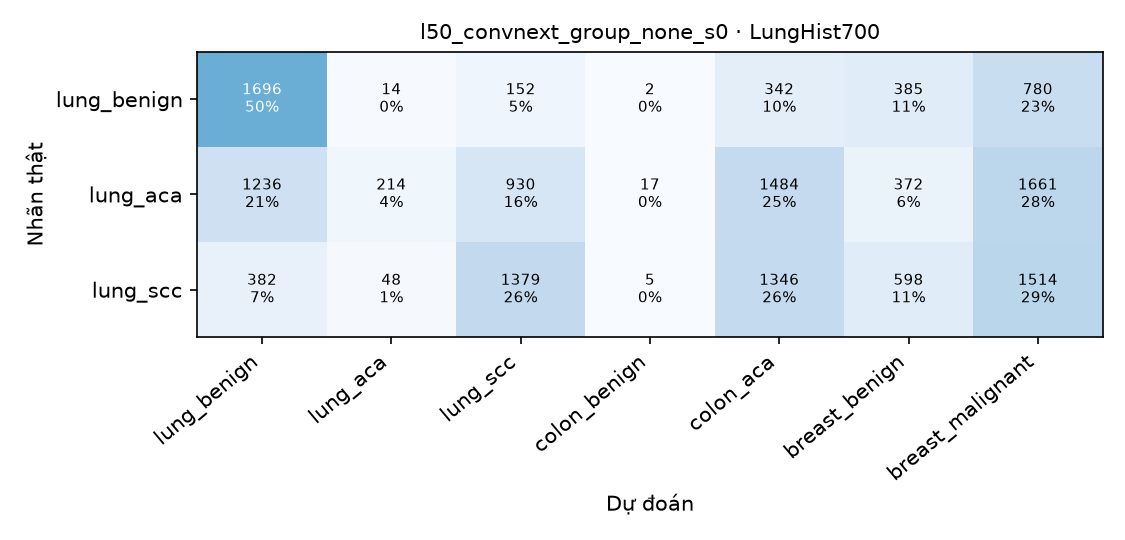 l50_convnext_group_none_s0 · LungHist700
Nhãn thật
lung_benign
1696 14 152 2 342 385 780
50% 0% 5% 0% 10% 11% 23%
lung_aca
1236 214 930 17 1484 372 1661
21% 4% 16% 0% 25% 6% 28%
lung_scc
382 48 1379 5 1346 598 1514
7% 1% 26% 0% 26% 11% 29%
lung_benign
lung_aca
lung_scc
colon_benign
colon_aca
breast_benign
breast_malignant
Dự đoán